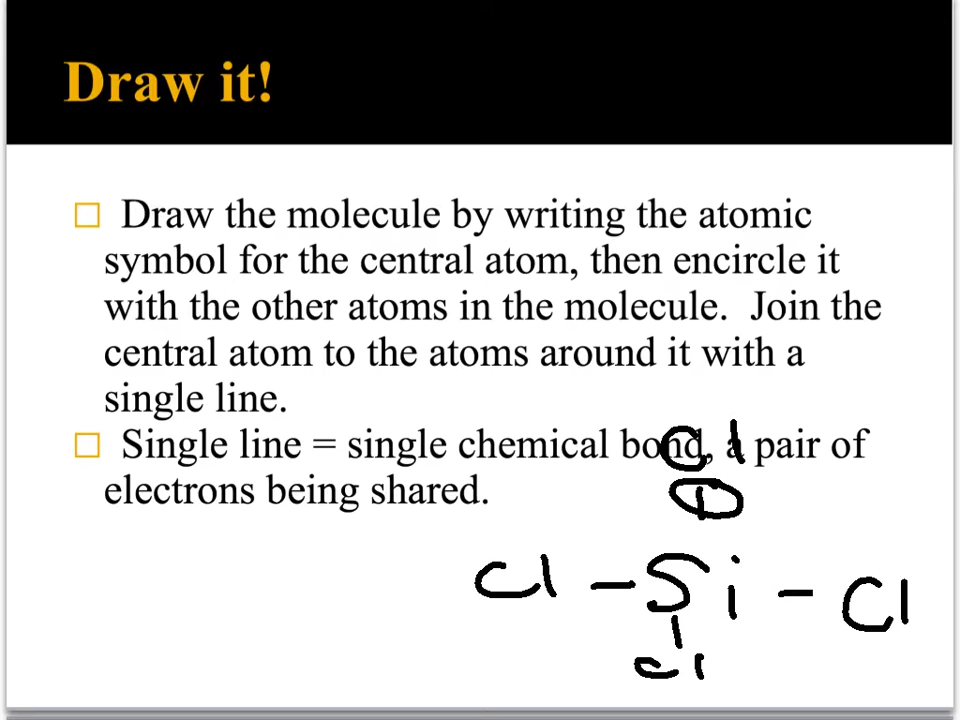 Draw it!
□ Draw the molecule by writing the atomic
symbol for the central atom, then encircle it
with the other atoms in the molecule. Join the
central atom to the atoms around it with a
single line.
□ Single line = single chemical bond, a pair of
electrons being shared.
Cl
Cl – Si – Cl
Cl